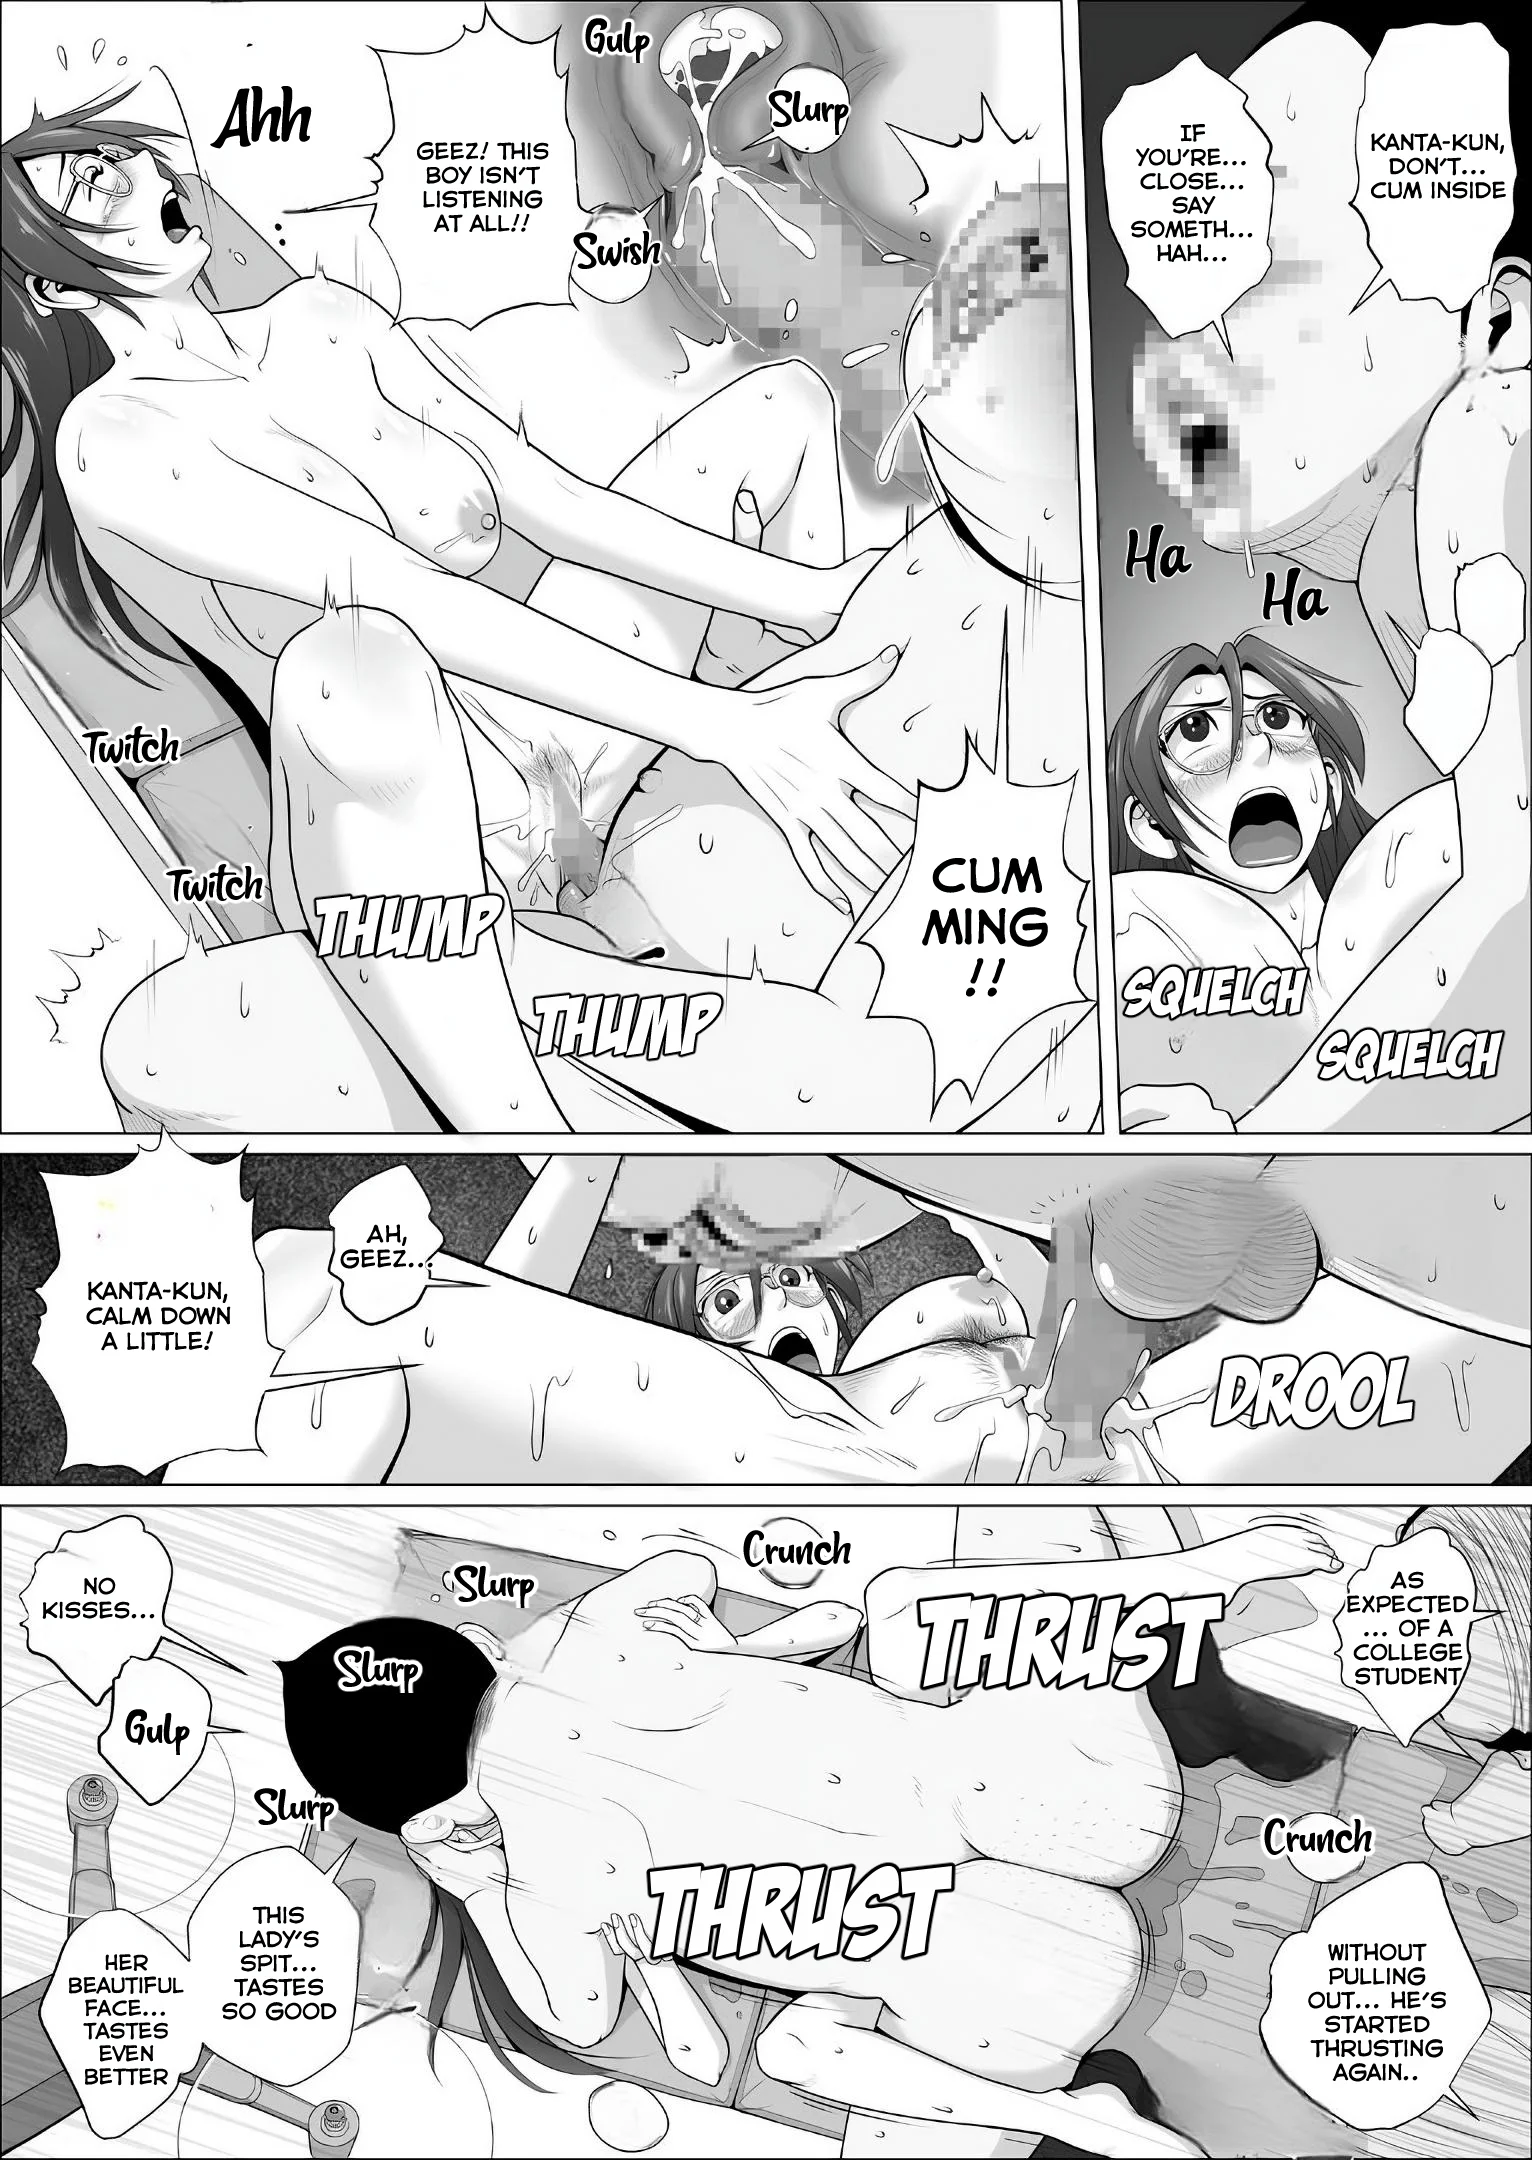 KANTA-KUN,
DON'T...
CUM INSIDE
IF
YOU'RE...
CLOSE...
SAY
SOMETH...
HAH...
Ha
Ha
SQUELCH
SQUELCH
Gulp
Slurp
Swish
GEEZ! THIS
BOY ISN'T
LISTENING
AT ALL!!
Ahh
CUM
MING
!!
Twitch
Twitch
THUMP
THUMP
AH,
GEEZ...
KANTA-KUN,
CALM DOWN
A LITTLE!
DROOL
AS
EXPECTED
... OF A
COLLEGE
STUDENT
Crunch
THRUST
Slurp
Slurp
NO
KISSES...
Gulp
Slurp
Crunch
THRUST
WITHOUT
PULLING
OUT... HE'S
STARTED
THRUSTING
AGAIN..
THIS
LADY'S
SPIT...
TASTES
SO GOOD
HER
BEAUTIFUL
FACE...
TASTES
EVEN
BETTER